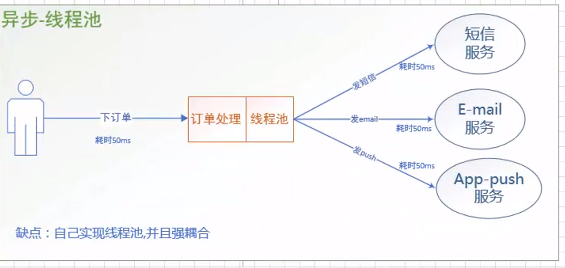 异步-线程池
短信
服务
发短信
耗时50ms
下订单
耗时50ms
订单处理
线程池
发email
耗时50ms
E-mail
服务
发push
耗时50ms
App-push
服务
缺点：自己实现线程池,并且强耦合